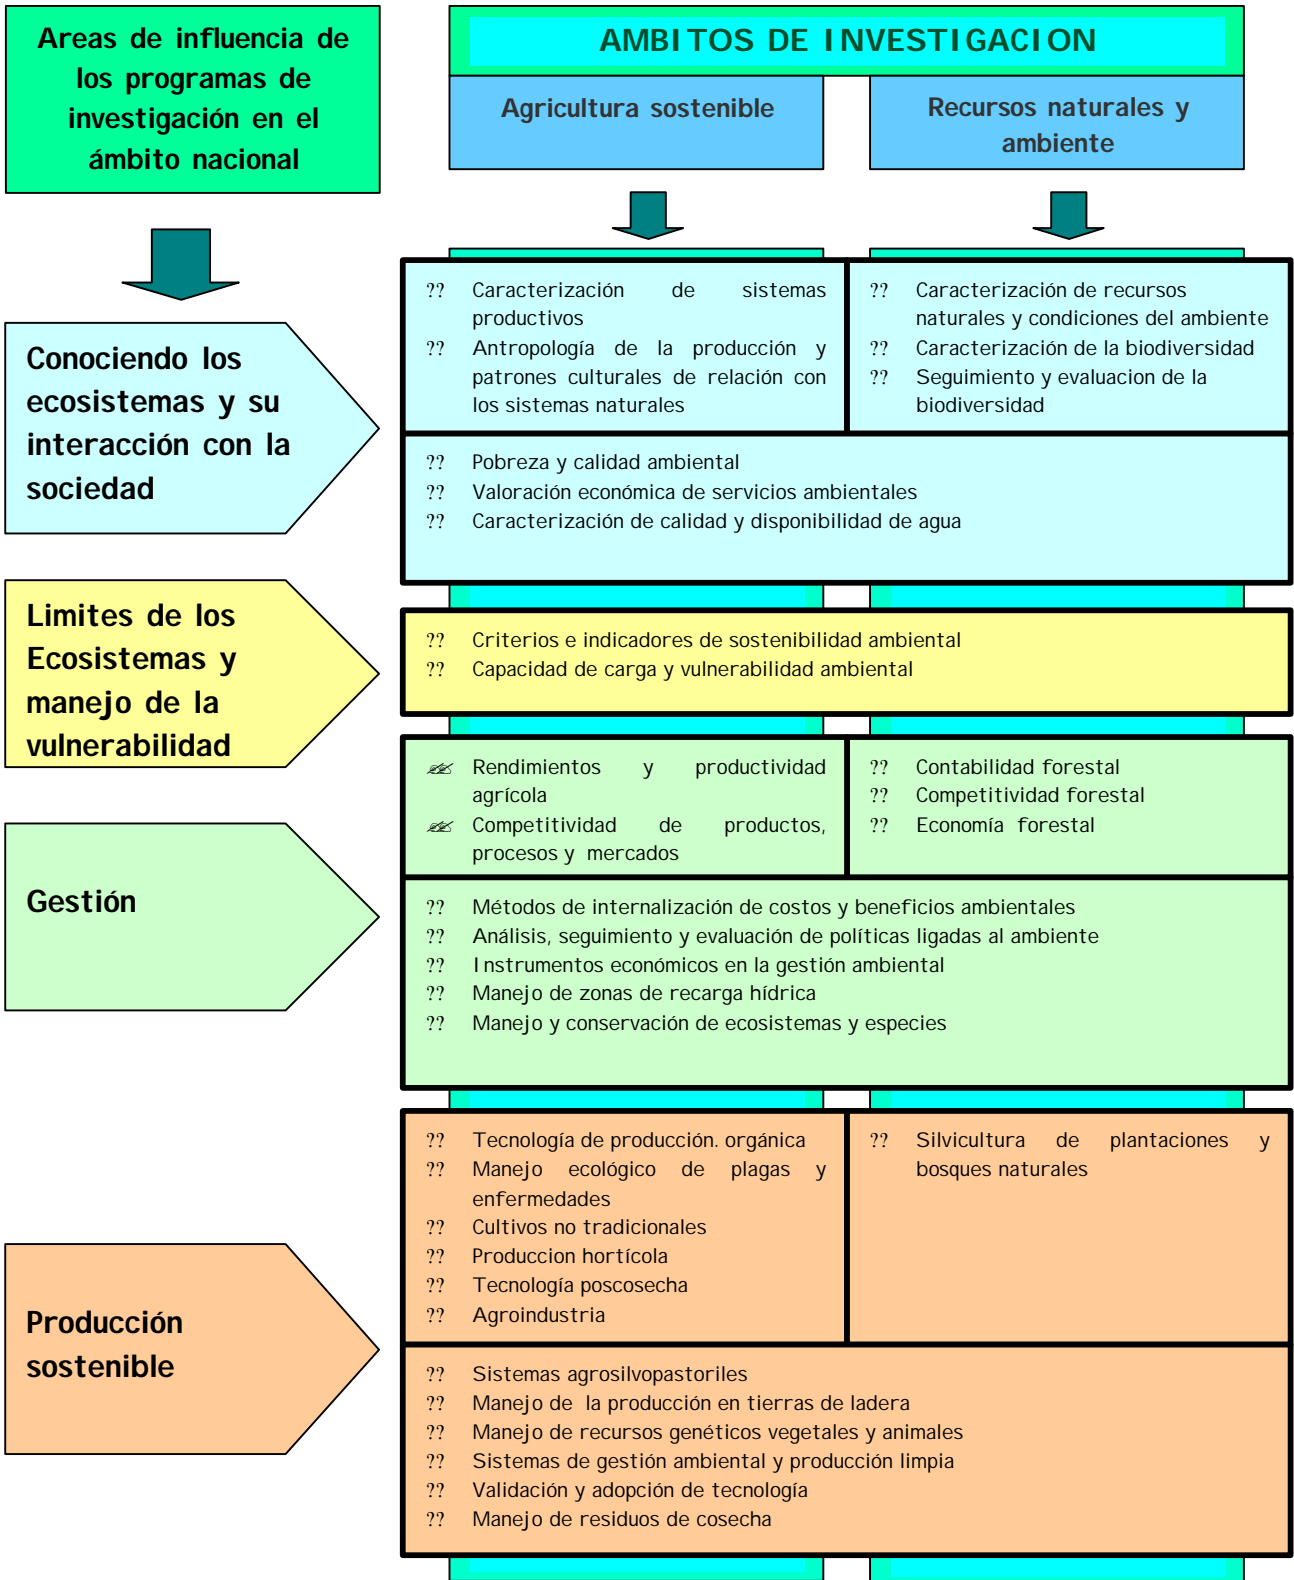 Areas de influencia de
los programas de
investigación en el
ámbito nacional
AMBITOS DE INVESTIGACION
Agricultura sostenible
Recursos naturales y
ambiente
Conociendo los
ecosistemas y su
interacción con la
sociedad
?? Caracterización de sistemas
productivos
?? Antropología de la producción y
patrones culturales de relación con
los sistemas naturales
?? Caracterización de recursos
naturales y condiciones del ambiente
?? Caracterización de la biodiversidad
?? Seguimiento y evaluacion de la
biodiversidad
?? Pobreza y calidad ambiental
?? Valoración económica de servicios ambientales
?? Caracterización de calidad y disponibilidad de agua
Limites de los
Ecosistemas y
manejo de la
vulnerabilidad
?? Criterios e indicadores de sostenibilidad ambiental
?? Capacidad de carga y vulnerabilidad ambiental
Gestión
Rendimientos y productividad
agrícola
Competitividad de productos,
procesos y mercados
?? Contabilidad forestal
?? Competitividad forestal
?? Economía forestal
?? Métodos de internalización de costos y beneficios ambientales
?? Análisis, seguimiento y evaluación de políticas ligadas al ambiente
?? Instrumentos económicos en la gestión ambiental
?? Manejo de zonas de recarga hídrica
?? Manejo y conservación de ecosistemas y especies
Producción
sostenible
?? Tecnología de producción. orgánica
?? Manejo ecológico de plagas y
enfermedades
?? Cultivos no tradicionales
?? Produccion hortícola
?? Tecnología poscosecha
?? Agroindustria
?? Silvicultura de plantaciones y
bosques naturales
?? Sistemas agrosilvopastoriles
?? Manejo de la producción en tierras de ladera
?? Manejo de recursos genéticos vegetales y animales
?? Sistemas de gestión ambiental y producción limpia
?? Validación y adopción de tecnología
?? Manejo de residuos de cosecha